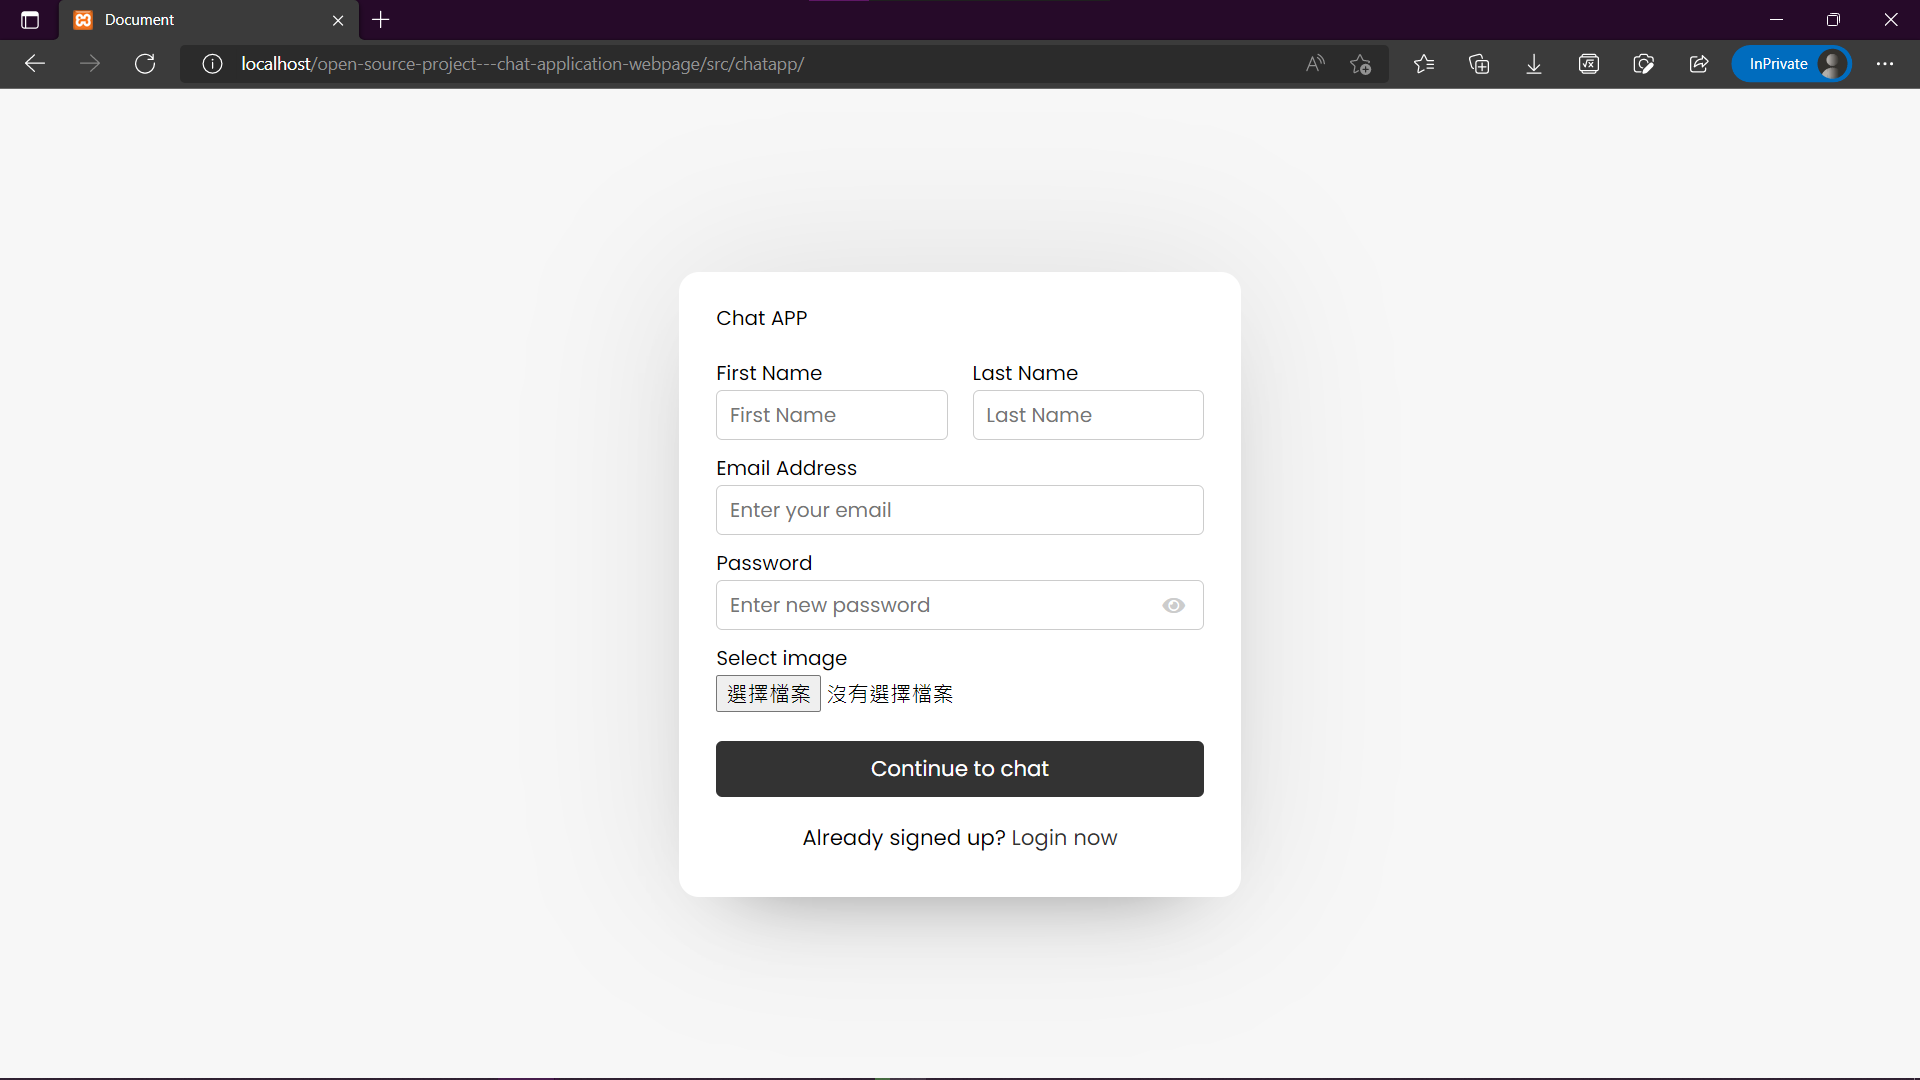 Document
localhost/open-source-project---chat-application-webpage/src/chatapp/
InPrivate
Chat APP
First Name Last Name
First Name Last Name
Email Address
Enter your email
Password
Enter new password
Select image
選擇檔案 沒有選擇檔案
Continue to chat
Already signed up? Login now